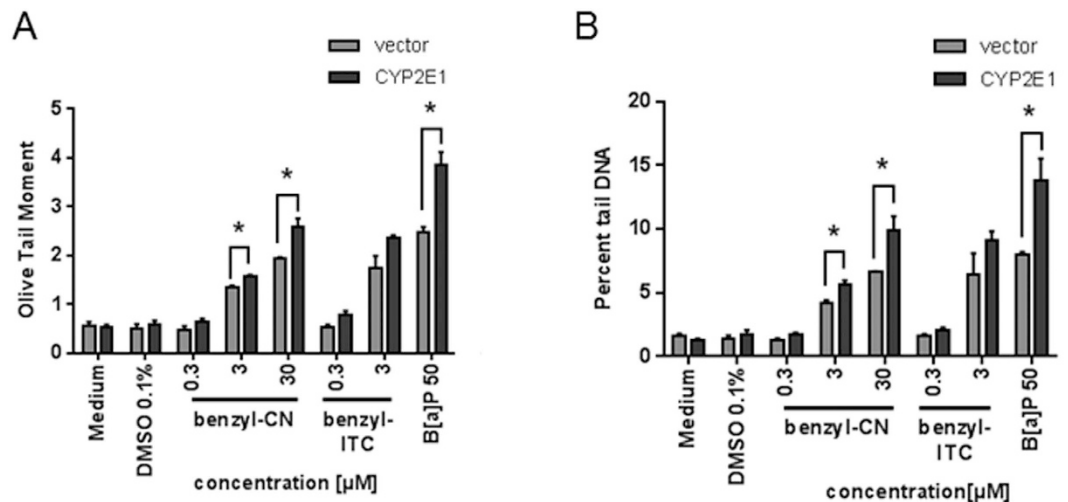 A
vector
CYP2E1
Olive Tail Moment
5
4
3
2
1
0
*
*
*
Medium
DMSO 0.1%
0.3
3
30
0.3
3
B[a]P 50
benzyl-CN
benzyl-
ITC
concentration [µM]
B
vector
CYP2E1
Percent tail DNA
20
15
10
5
0
*
*
*
Medium
DMSO 0.1%
0.3
3
30
0.3
3
B[a]P 50
benzyl-CN
benzyl-
ITC
concentration[µM]